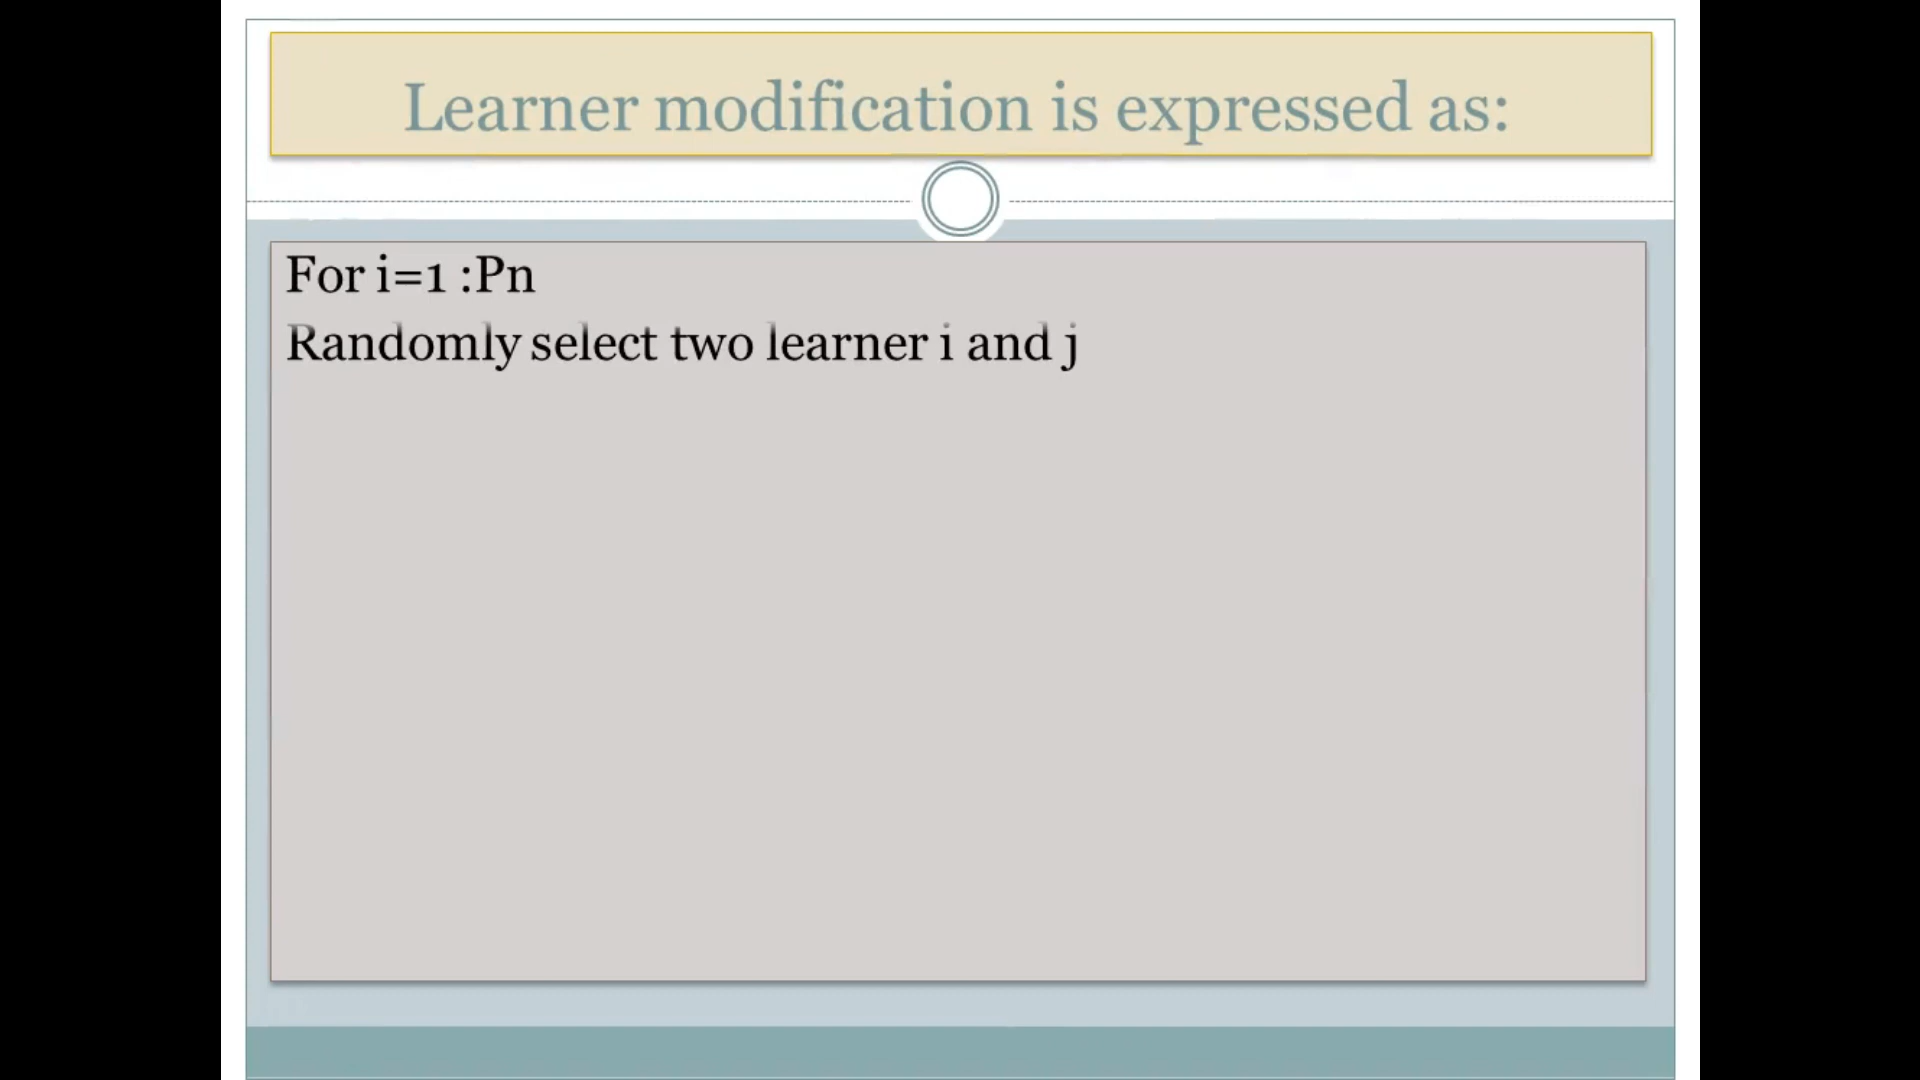 Learner modification is expressed as:
For i=1 :Pn
Randomly select two learner i and j